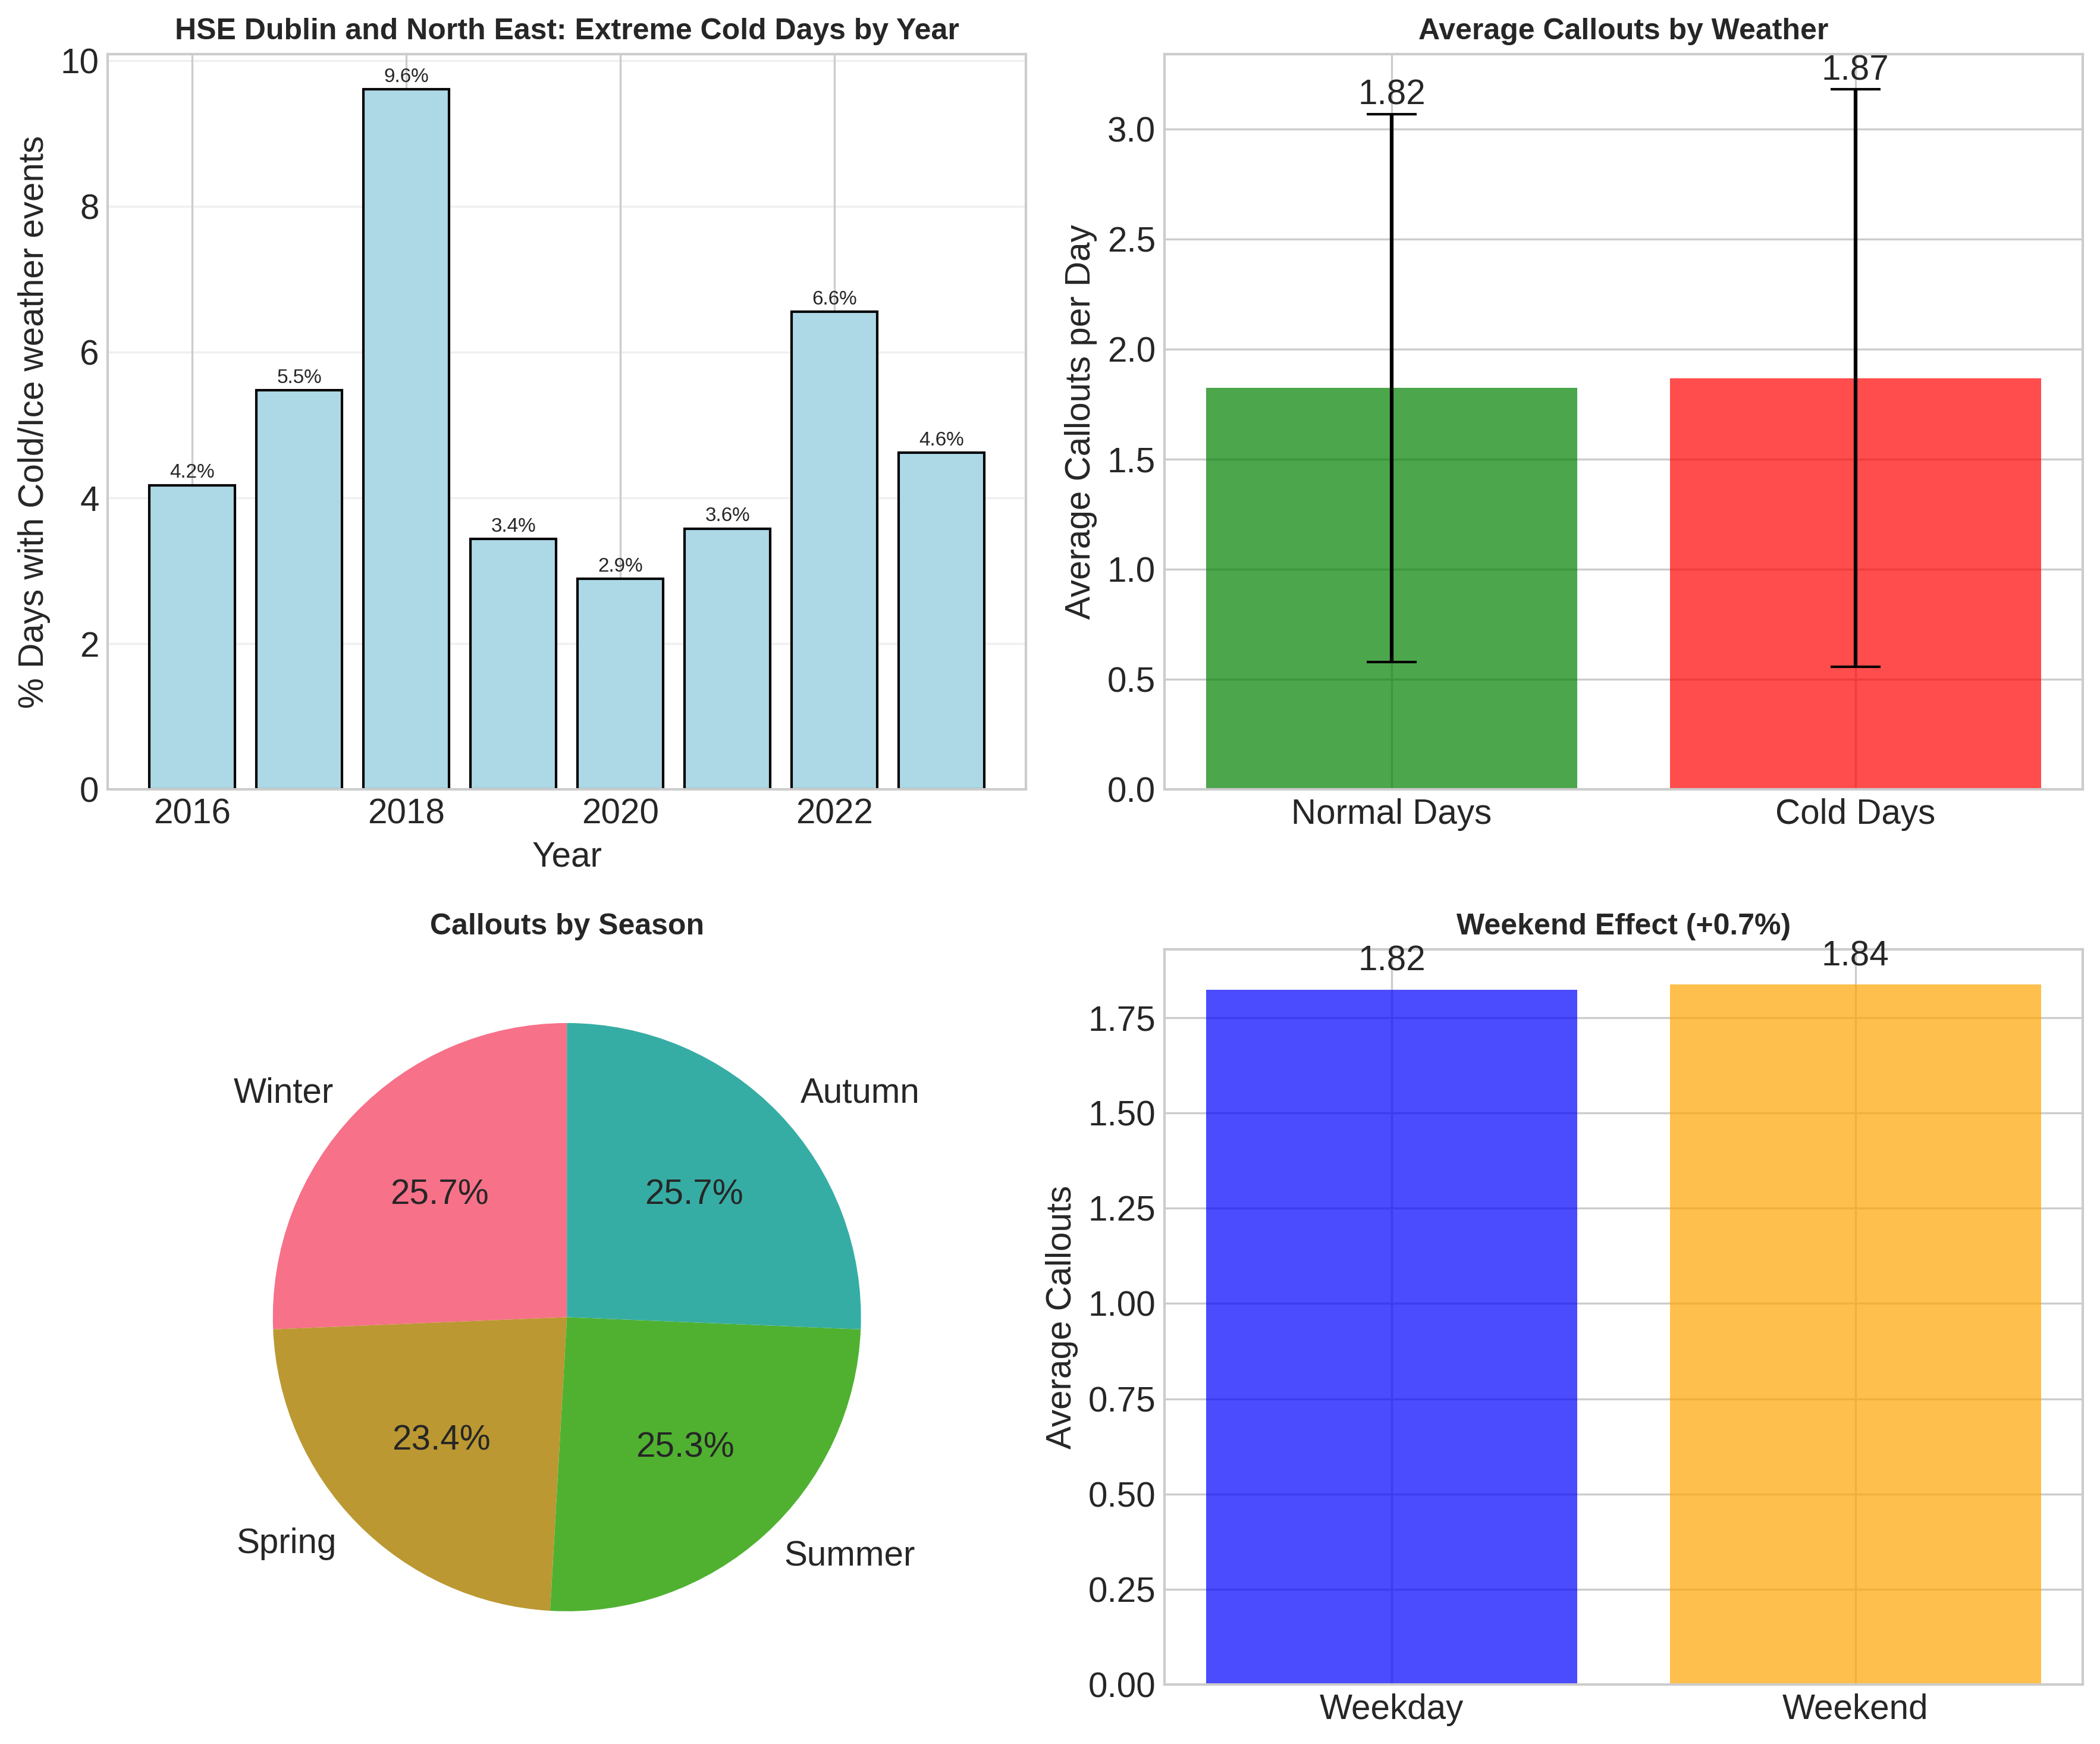 HSE Dublin and North East: Extreme Cold Days by Year
% Days with Cold/Ice weather events
10
8
6
4
2
0
4.2%
5.5%
9.6%
3.4%
2.9%
3.6%
6.6%
4.6%
2016
2018
2020
2022
Year
Average Callouts by Weather
Average Callouts per Day
3.0
2.5
2.0
1.5
1.0
0.5
0.0
1.82
1.87
Normal Days
Cold Days
Callouts by Season
Winter
Autumn
25.7%
25.7%
23.4%
25.3%
Spring
Summer
Weekend Effect (+0.7%)
Average Callouts
1.75
1.50
1.25
1.00
0.75
0.50
0.25
0.00
1.82
1.84
Weekday
Weekend